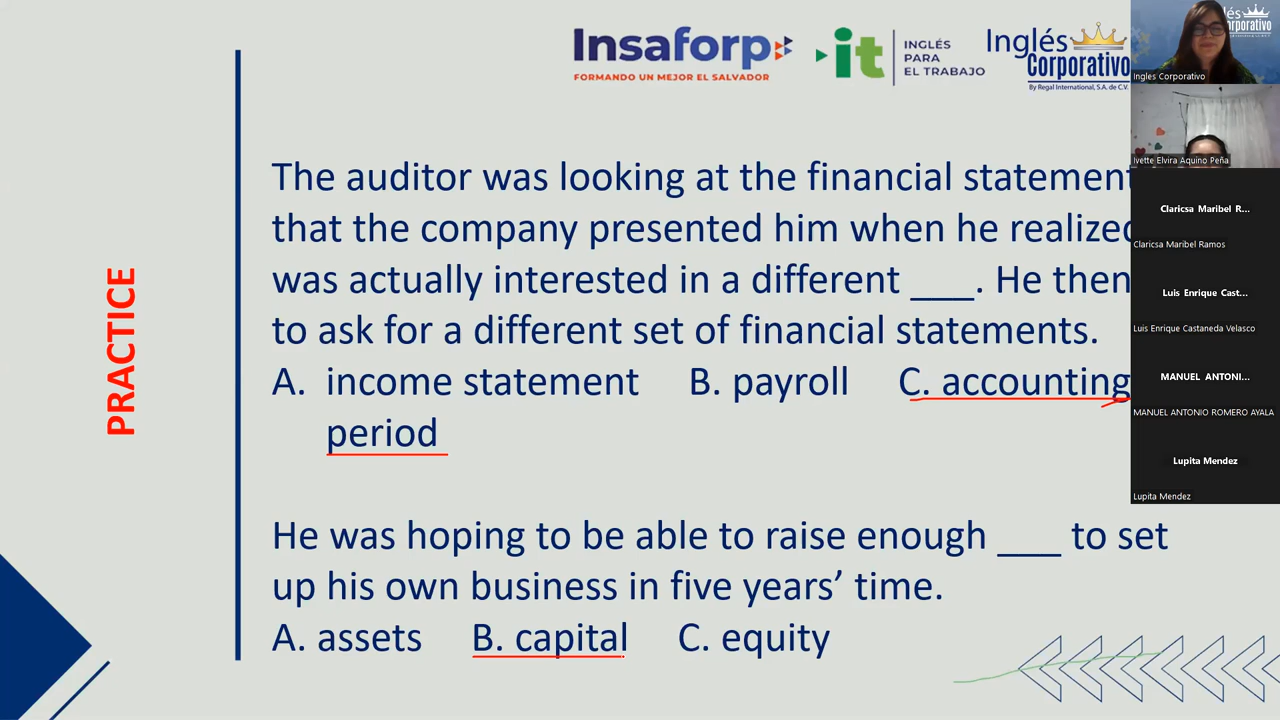 Insaforp
FORMANDO UN MEJOR EL SALVADOR
it
INGLÉS
PARA
EL TRABAJO
Inglés
Corporativo
By Regal International, S.A. de C.V.
PRACTICE
The auditor was looking at the financial statement
that the company presented him when he realized
was actually interested in a different ___. He then
to ask for a different set of financial statements.
A. income statement B. payroll C. accounting
period
He was hoping to be able to raise enough ___ to set
up his own business in five years’ time.
A. assets B. capital C. equity
Ingles Corporativo
Ivette Elvira Aquino Peña
Claricsa Maribel R...
Claricsa Maribel Ramos
Luis Enrique Cast...
Luis Enrique Castaneda Velasco
MANUEL ANTONI...
MANUEL ANTONIO ROMERO AYALA
Lupita Mendez
Lupita Mendez